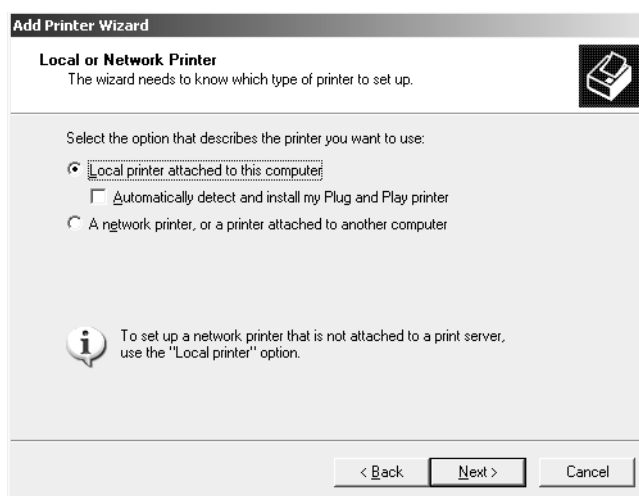 Add Printer Wizard
Local or Network Printer
The wizard needs to know which type of printer to set up.
Select the option that describes the printer you want to use:
Local printer attached to this computer
Automatically detect and install my Plug and Play printer
A network printer, or a printer attached to another computer
To set up a network printer that is not attached to a print server,
use the "Local printer" option.
< Back
Next >
Cancel